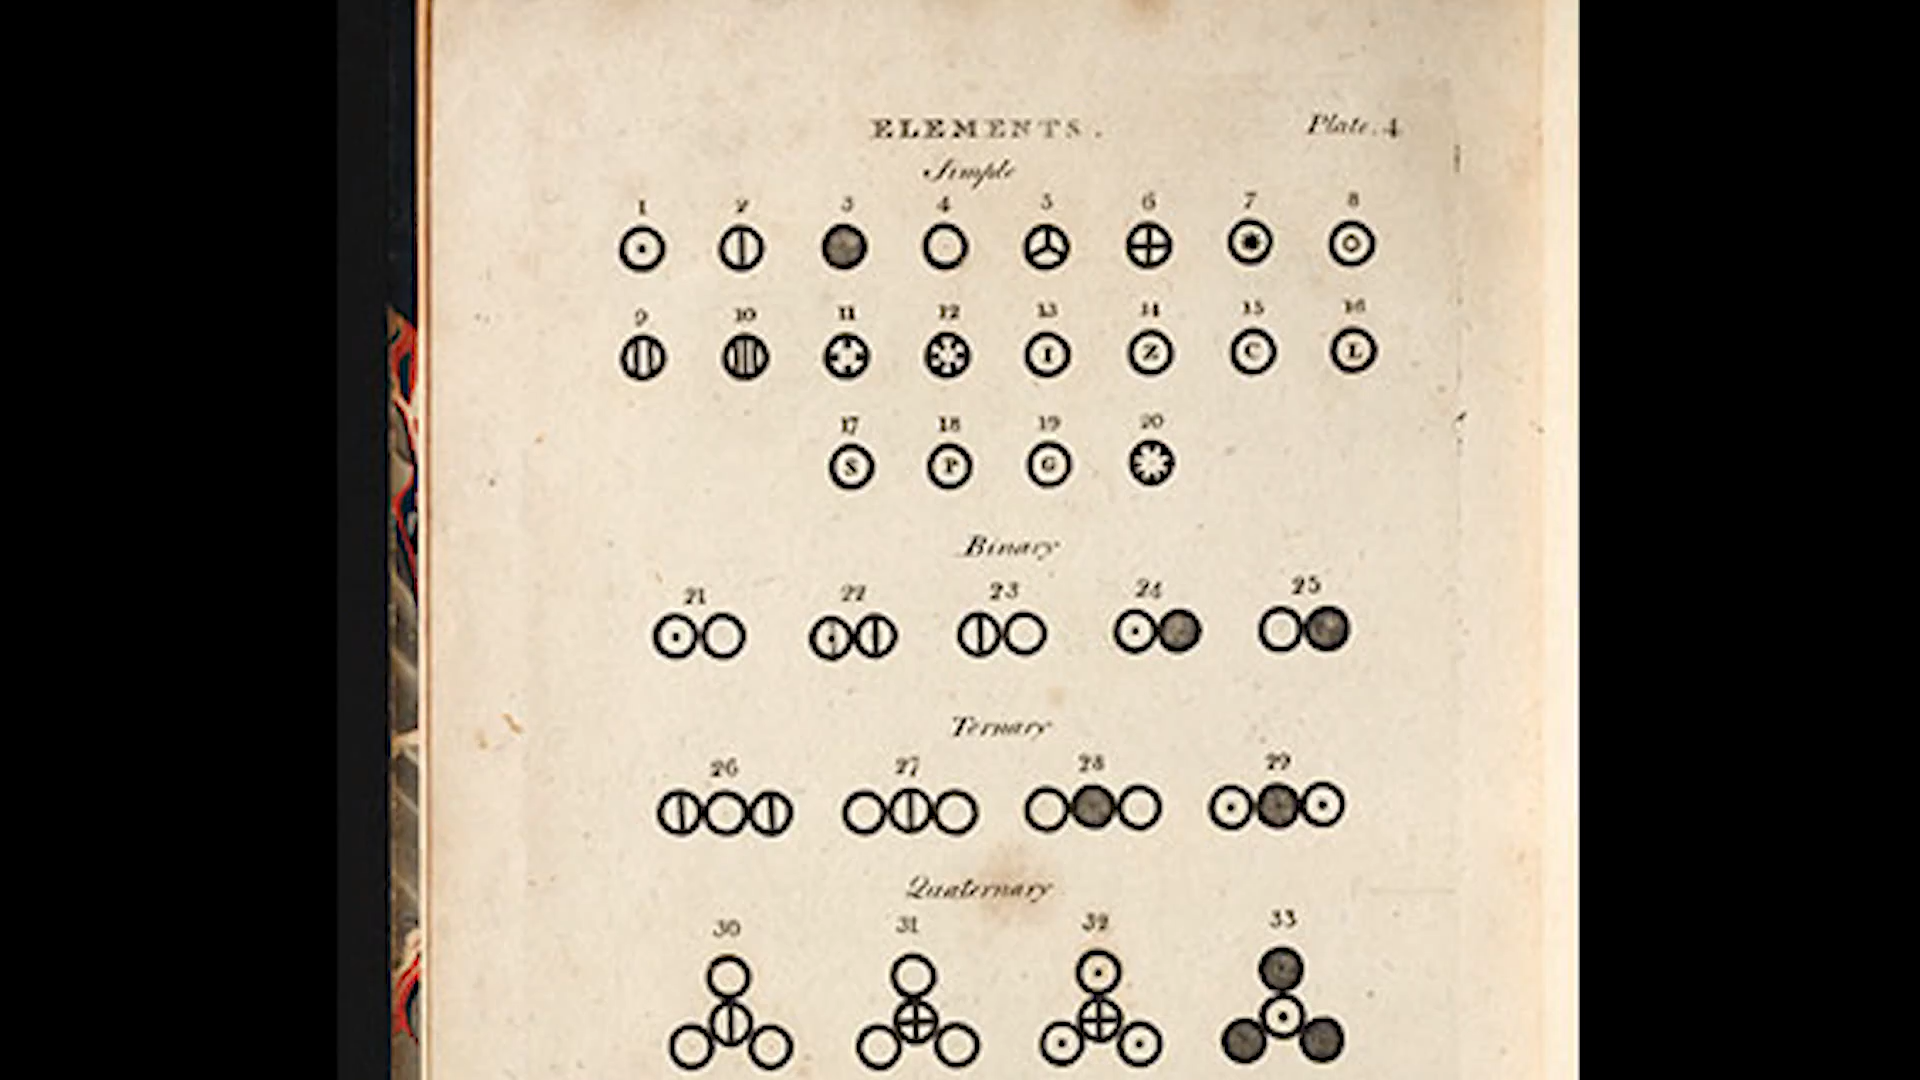 ELEMENTS. Plate. 4
Simple
1 2 3 4 5 6 7 8
9 10 11 12 13 14 15 16
I Z C L
17 18 19 20
S P G
Binary
21 22 23 24 25
Ternary
26 27 28 29
Quaternary
30 31 32 33